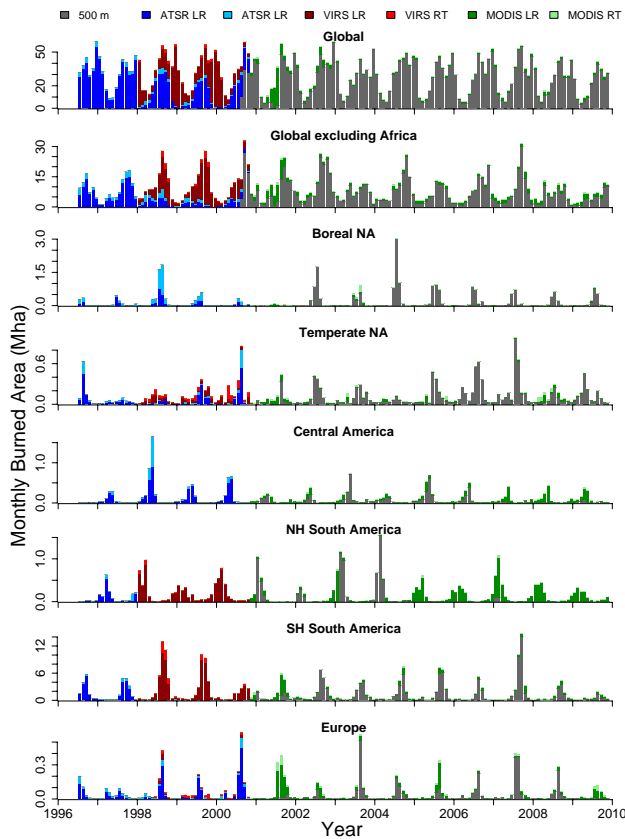 500 m ATSR LR ATSR LR VIRS LR VIRS RT MODIS LR MODIS RT
Global
50
30
0
Global excluding Africa
30
15
0
Boreal NA
3.0
1.5
0.0
Temperate NA
0.6
0.0
Central America
1.0
0.0
NH South America
1.0
0.0
SH South America
12
6
0
Europe
0.3
0.0
Monthly Burned Area (Mha)
1996 1998 2000 2002 2004 2006 2008 2010
Year